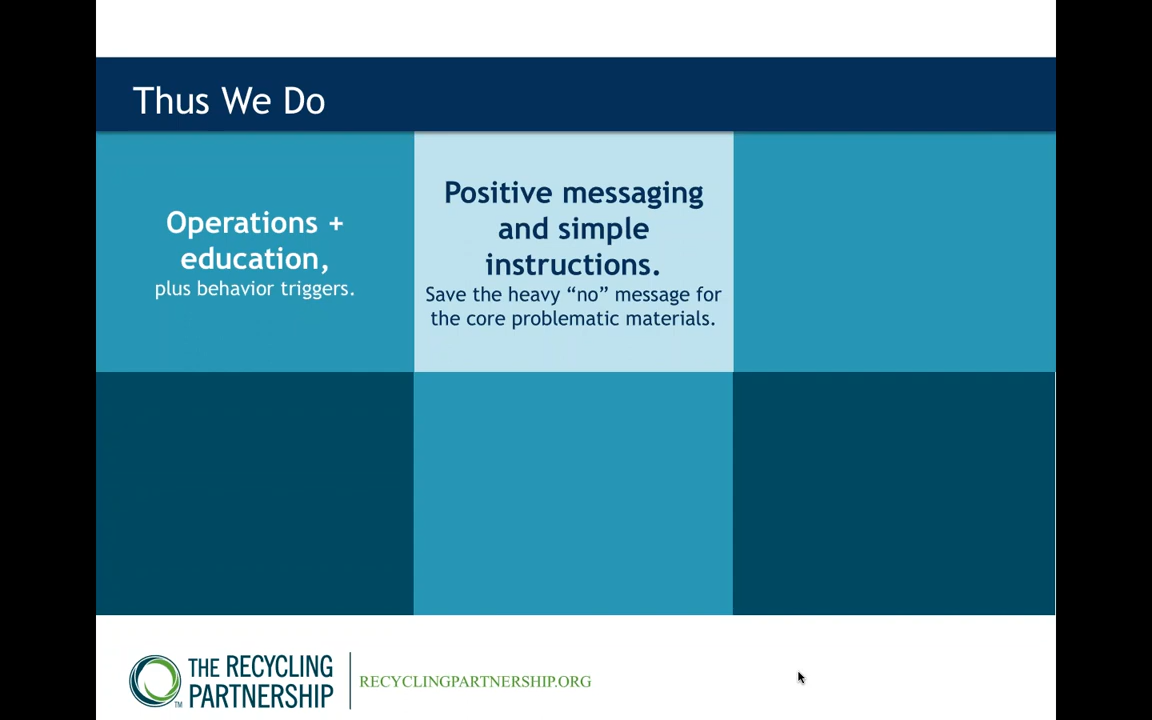 Thus We Do
Operations +
education,
plus behavior triggers.
Positive messaging
and simple
instructions.
Save the heavy “no” message for
the core problematic materials.
THE RECYCLING
PARTNERSHIP
TM
RECYCLINGPARTNERSHIP.ORG